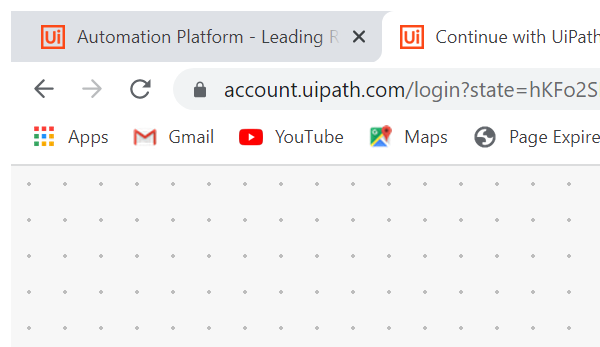 Ui Automation Platform - Leading R Ui Continue with UiPath
account.uipath.com/login?state=hKFo2S
Apps Gmail YouTube Maps Page Expire